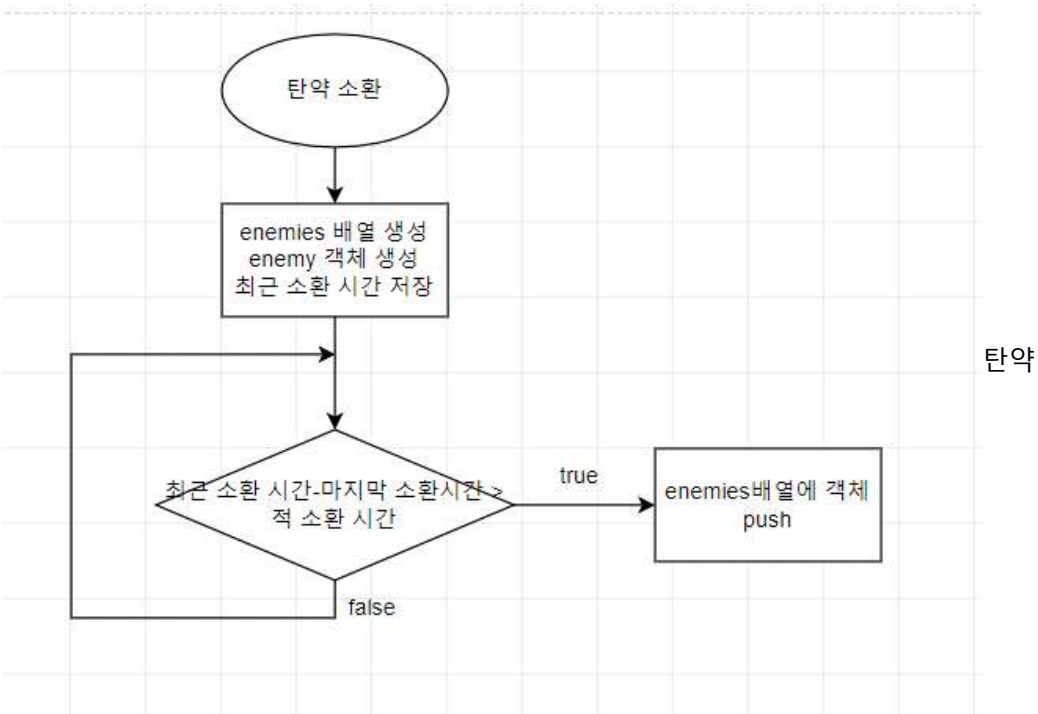 탄약 소환
enemies 배열 생성
enemy 객체 생성
최근 소환 시간 저장
탄약
최근 소환 시간-마지막 소환시간 >
적 소환 시간
true
enemies배열에 객체
push
false